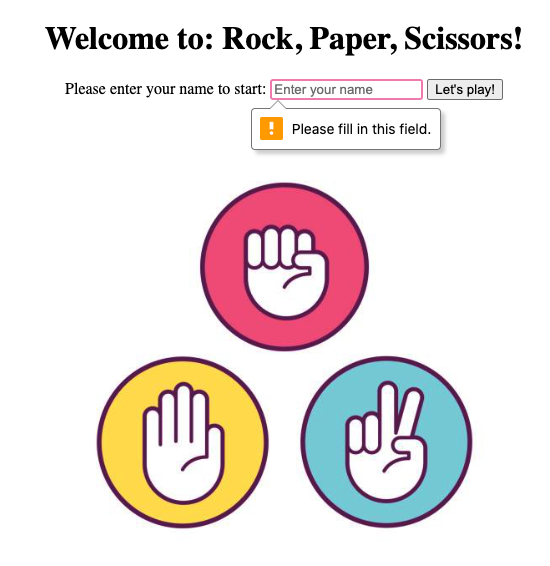 Welcome to: Rock, Paper, Scissors!
Please enter your name to start: Enter your name Let's play!
! Please fill in this field.